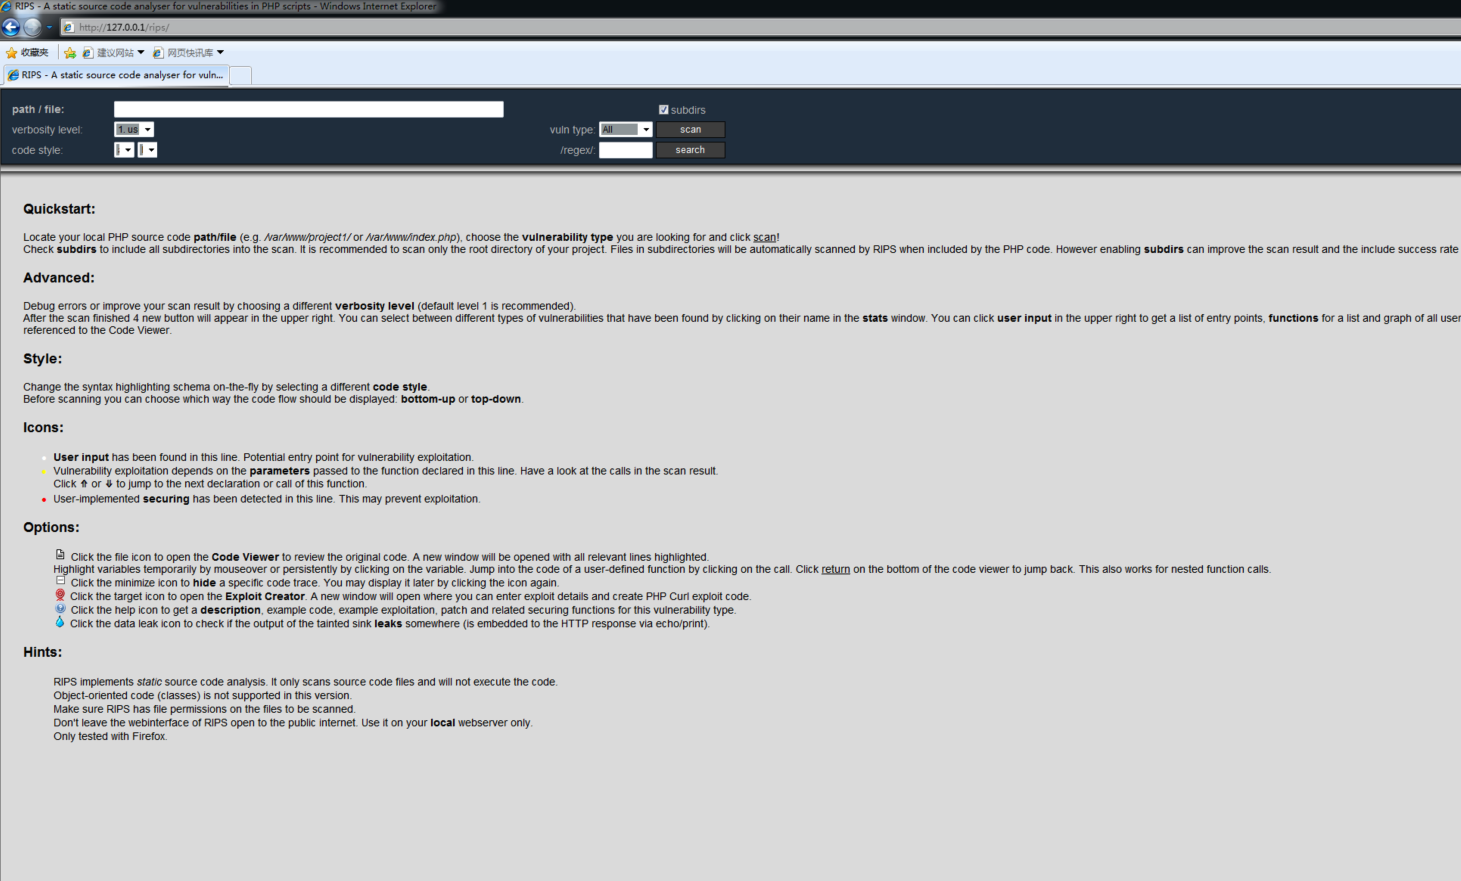 RIPS - A static source code analyser for vulnerabilities in PHP scripts - Windows Internet Explorer
http://127.0.0.1/rips/
收藏夹 建议网站 网页快讯库
RIPS - A static source code analyser for vuln...
path / file: subdirs
verbosity level: 1. us vuln type: All scan
code style: /regex/: search
Quickstart:
Locate your local PHP source code path/file (e.g. /var/www/project1/ or /var/www/index.php), choose the vulnerability type you are looking for and click scan!
Check subdirs to include all subdirectories into the scan. It is recommended to scan only the root directory of your project. Files in subdirectories will be automatically scanned by RIPS when included by the PHP code. However enabling subdirs can improve the scan result and the include success rate
Advanced:
Debug errors or improve your scan result by choosing a different verbosity level (default level 1 is recommended).
After the scan finished 4 new button will appear in the upper right. You can select between different types of vulnerabilities that have been found by clicking on their name in the stats window. You can click user input in the upper right to get a list of entry points, functions for a list and graph of all user
referenced to the Code Viewer.
Style:
Change the syntax highlighting schema on-the-fly by selecting a different code style.
Before scanning you can choose which way the code flow should be displayed: bottom-up or top-down.
Icons:
User input has been found in this line. Potential entry point for vulnerability exploitation.
Vulnerability exploitation depends on the parameters passed to the function declared in this line. Have a look at the calls in the scan result.
Click ⇑ or ⇓ to jump to the next declaration or call of this function.
User-implemented securing has been detected in this line. This may prevent exploitation.
Options:
Click the file icon to open the Code Viewer to review the original code. A new window will be opened with all relevant lines highlighted.
Highlight variables temporarily by mouseover or persistently by clicking on the variable. Jump into the code of a user-defined function by clicking on the call. Click return on the bottom of the code viewer to jump back. This also works for nested function calls.
Click the minimize icon to hide a specific code trace. You may display it later by clicking the icon again.
Click the target icon to open the Exploit Creator. A new window will open where you can enter exploit details and create PHP Curl exploit code.
Click the help icon to get a description, example code, example exploitation, patch and related securing functions for this vulnerability type.
Click the data leak icon to check if the output of the tainted sink leaks somewhere (is embedded to the HTTP response via echo/print).
Hints:
RIPS implements static source code analysis. It only scans source code files and will not execute the code.
Object-oriented code (classes) is not supported in this version.
Make sure RIPS has file permissions on the files to be scanned.
Don't leave the webinterface of RIPS open to the public internet. Use it on your local webserver only.
Only tested with Firefox.